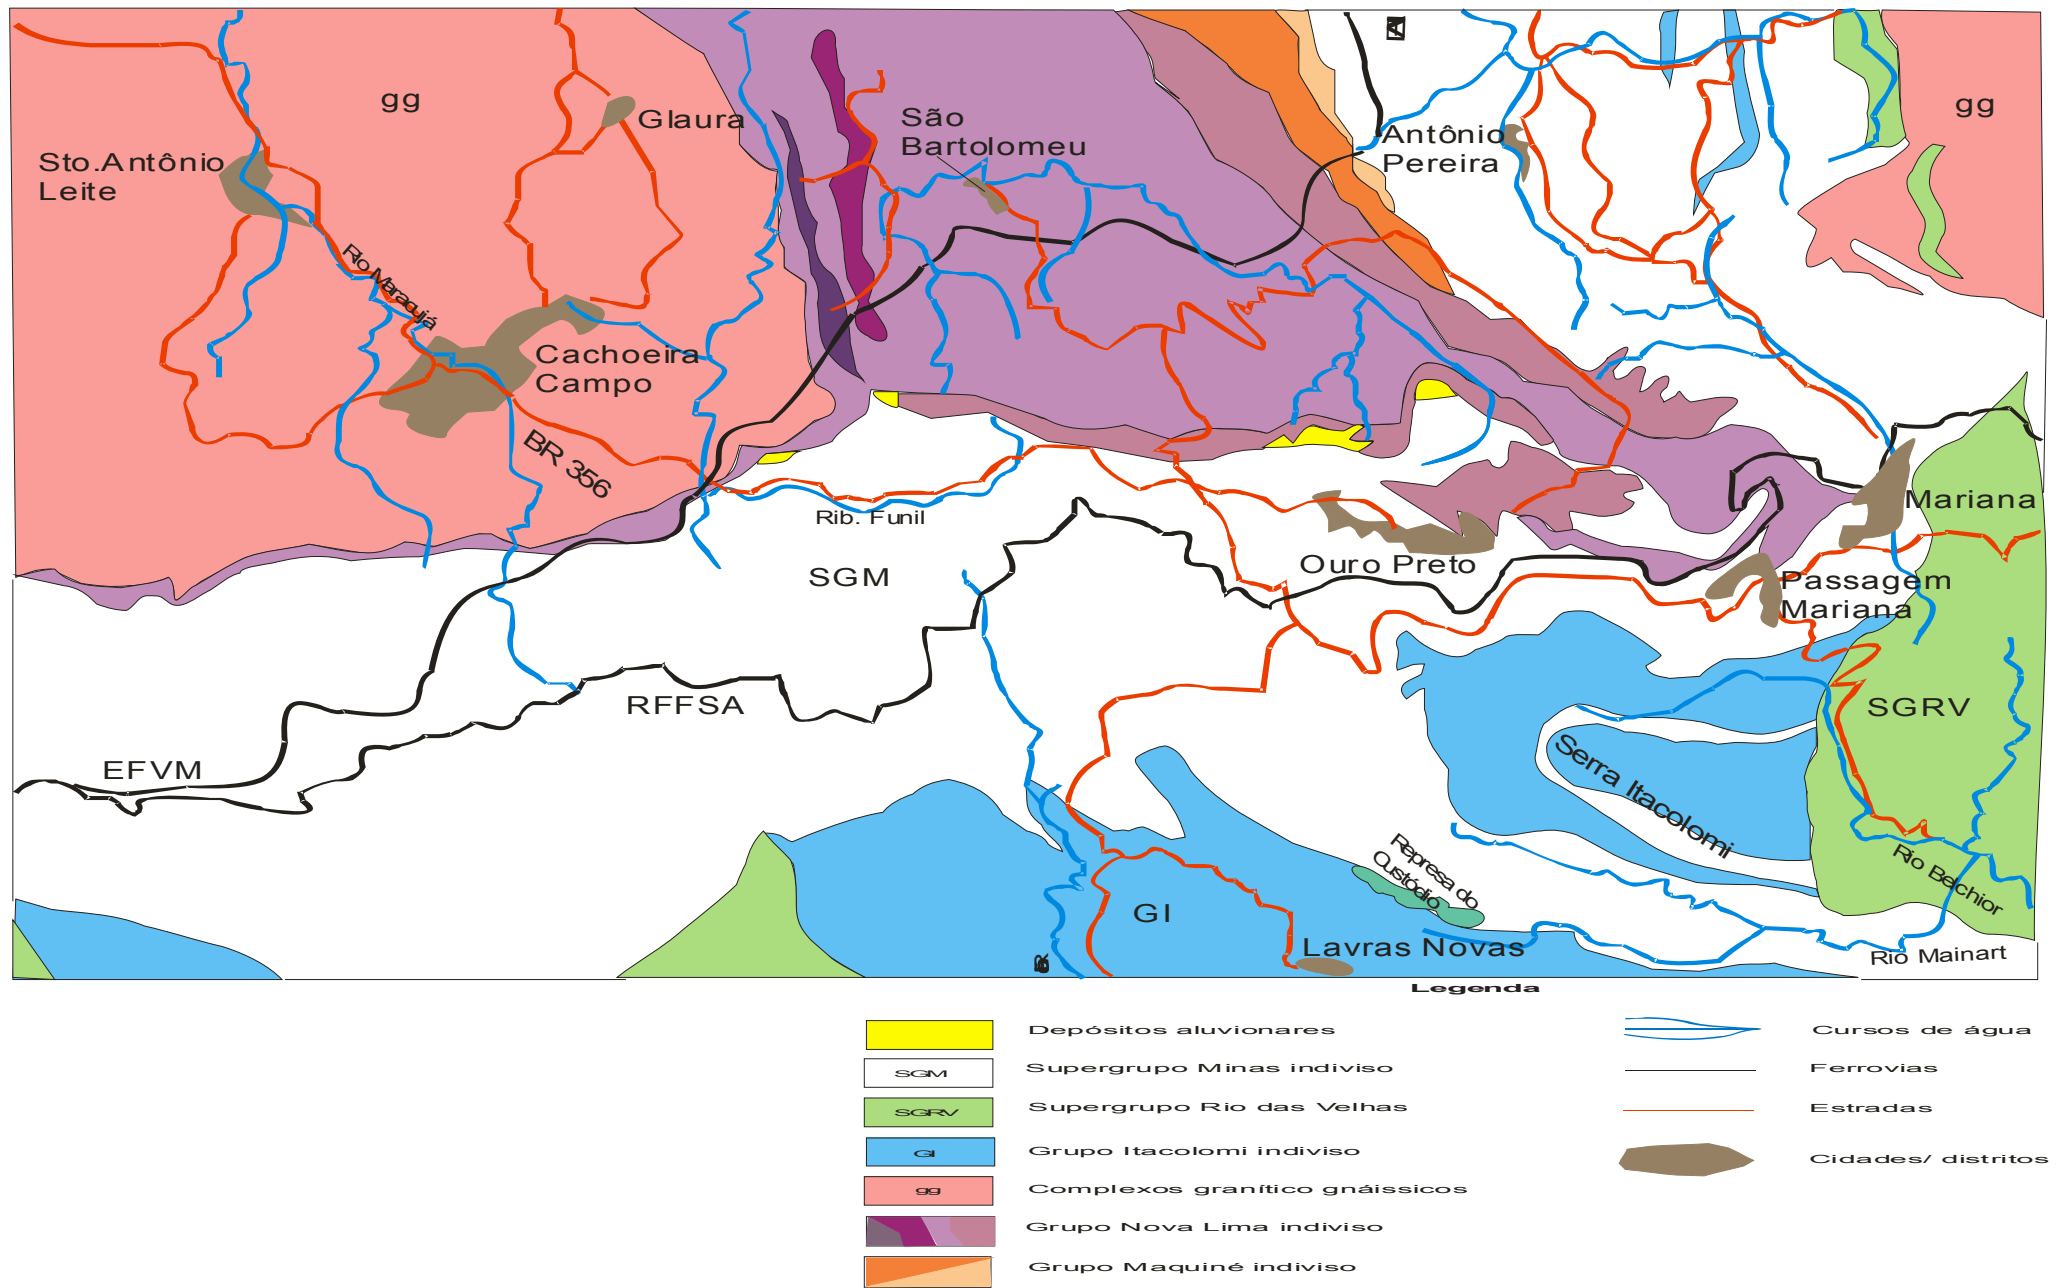 gg
Glaura
São
Bartolomeu
Antônio
Pereira
gg
Sto.Antônio
Leite
Rio Maracujá
Cachoeira
Campo
BR 356
Rib. Funil
Mariana
SGM
Ouro Preto
Passagem
Mariana
RFFSA
SGRV
EFVM
Serra Itacolomi
Represa do
Custódio
Rio Belchior
GI
Lavras Novas
Rio Mainart
Legenda
Depósitos aluvionares
SGM Supergrupo Minas indiviso
SGRV Supergrupo Rio das Velhas
GI Grupo Itacolomi indiviso
gg Complexos granítico gnáissicos
Grupo Nova Lima indiviso
Grupo Maquiné indiviso
Cursos de água
Ferrovias
Estradas
Cidades/ distritos